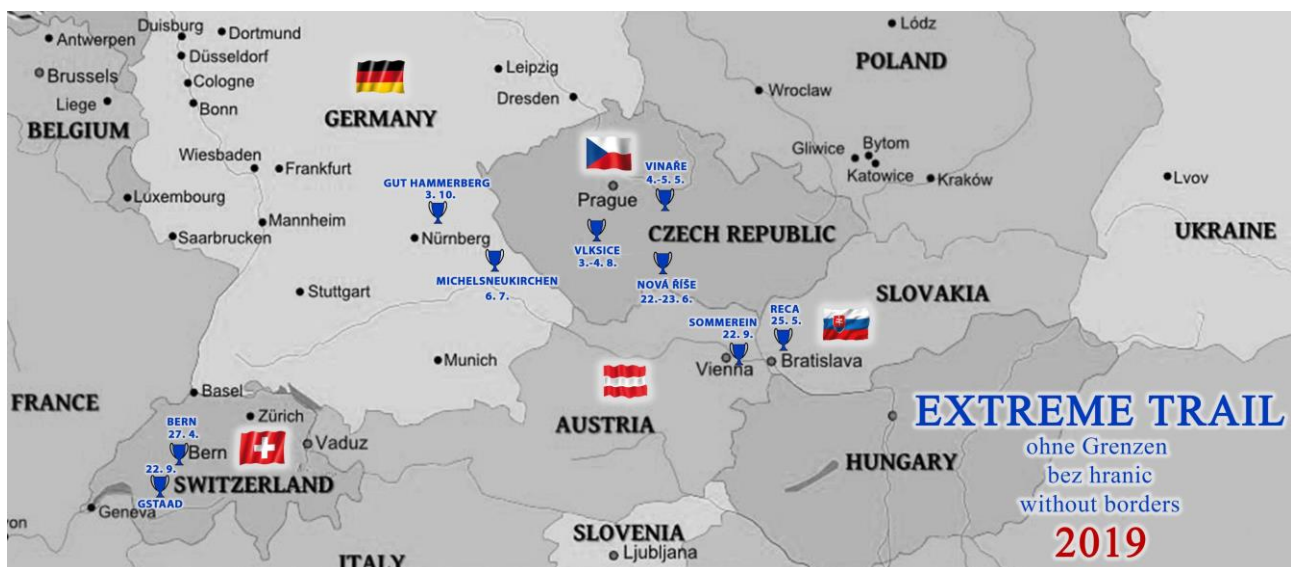 Duisburg
Dortmund
Antwerpen
Düsseldorf
Brussels
Cologne
Liege
Bonn
BELGIUM
GERMANY
Leipzig
Dresden
Lódz
POLAND
Wroclaw
Wiesbaden
Frankfurt
Luxembourg
Mannheim
Saarbrucken
GUT HAMMERBERG
3. 10.
Nürnberg
MICHELSNEUKIRCHEN
6. 7.
Stuttgart
Munich
VINAŘE
4.-5. 5.
Prague
CZECH REPUBLIC
VLKSICE
3.-4. 8.
NOVÁ ŘÍŠE
22.-23. 6.
Gliwice
Bytom
Katowice
Kraków
Lvov
UKRAINE
SLOVAKIA
RECA
25. 5.
SOMMEREIN
22. 9.
Vienna
Bratislava
AUSTRIA
FRANCE
Basel
Zürich
BERN
27. 4.
Bern
Vaduz
22. 9.
SWITZERLAND
GSTAAD
Geneva
yon
ITALY
SLOVENIA
Ljubljana
HUNGARY
EXTREME TRAIL
ohne Grenzen
bez hranic
without borders
2019